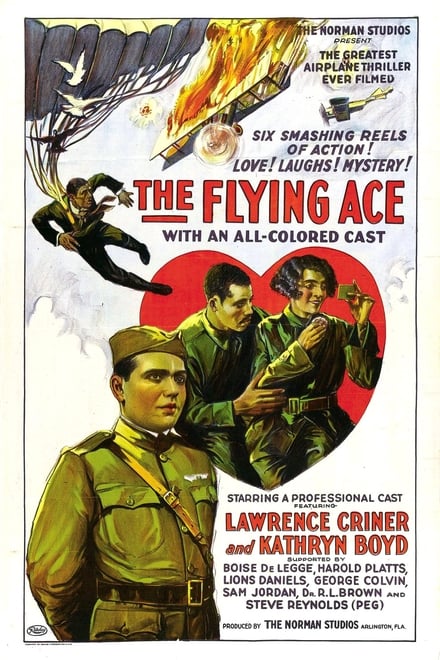 THE NORMAN STUDIOS
PRESENT
THE GREATEST
AIRPLANE THRILLER
EVER FILMED
SIX SMASHING REELS
OF ACTION!
LOVE! LAUGHS! MYSTERY!
THE FLYING ACE
WITH AN ALL-COLORED CAST
STARRING A PROFESSIONAL CAST
FEATURING
LAWRENCE CRINER
and KATHRYN BOYD
SUPPORTED BY
BOISE DE LEGGE, HAROLD PLATTS,
LIONS DANIELS, GEORGE COLVIN,
SAM JORDAN, DR. R.L. BROWN AND
STEVE REYNOLDS (PEG)
PRODUCED BY THE NORMAN STUDIOS ARLINGTON, FLA.